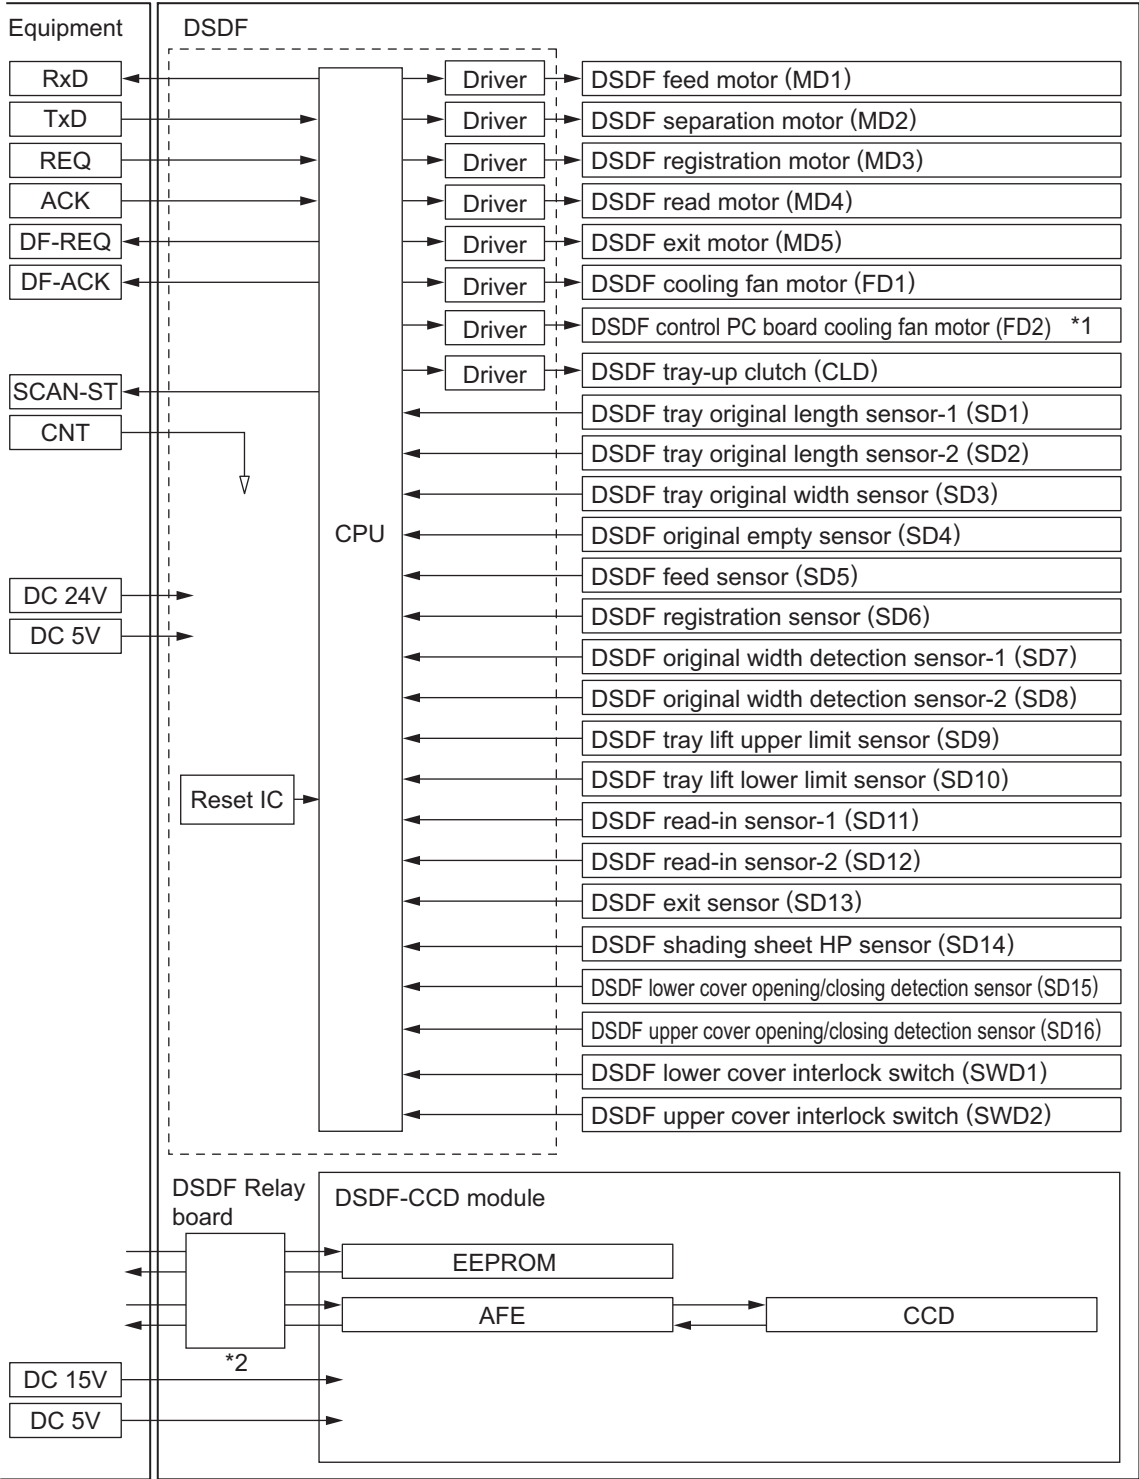 Equipment
DSDF
RxD
Driver
DSDF feed motor (MD1)
TxD
Driver
DSDF separation motor (MD2)
REQ
Driver
DSDF registration motor (MD3)
ACK
Driver
DSDF read motor (MD4)
DF-REQ
Driver
DSDF exit motor (MD5)
DF-ACK
Driver
DSDF cooling fan motor (FD1)
Driver
DSDF control PC board cooling fan motor (FD2) *1
Driver
DSDF tray-up clutch (CLD)
SCAN-ST
DSDF tray original length sensor-1 (SD1)
CNT
DSDF tray original length sensor-2 (SD2)
DSDF tray original width sensor (SD3)
CPU
DSDF original empty sensor (SD4)
DSDF feed sensor (SD5)
DC 24V
DSDF registration sensor (SD6)
DC 5V
DSDF original width detection sensor-1 (SD7)
DSDF original width detection sensor-2 (SD8)
DSDF tray lift upper limit sensor (SD9)
DSDF tray lift lower limit sensor (SD10)
Reset IC
DSDF read-in sensor-1 (SD11)
DSDF read-in sensor-2 (SD12)
DSDF exit sensor (SD13)
DSDF shading sheet HP sensor (SD14)
DSDF lower cover opening/closing detection sensor (SD15)
DSDF upper cover opening/closing detection sensor (SD16)
DSDF lower cover interlock switch (SWD1)
DSDF upper cover interlock switch (SWD2)
DSDF Relay
board
DSDF-CCD module
EEPROM
AFE
CCD
*2
DC 15V
DC 5V